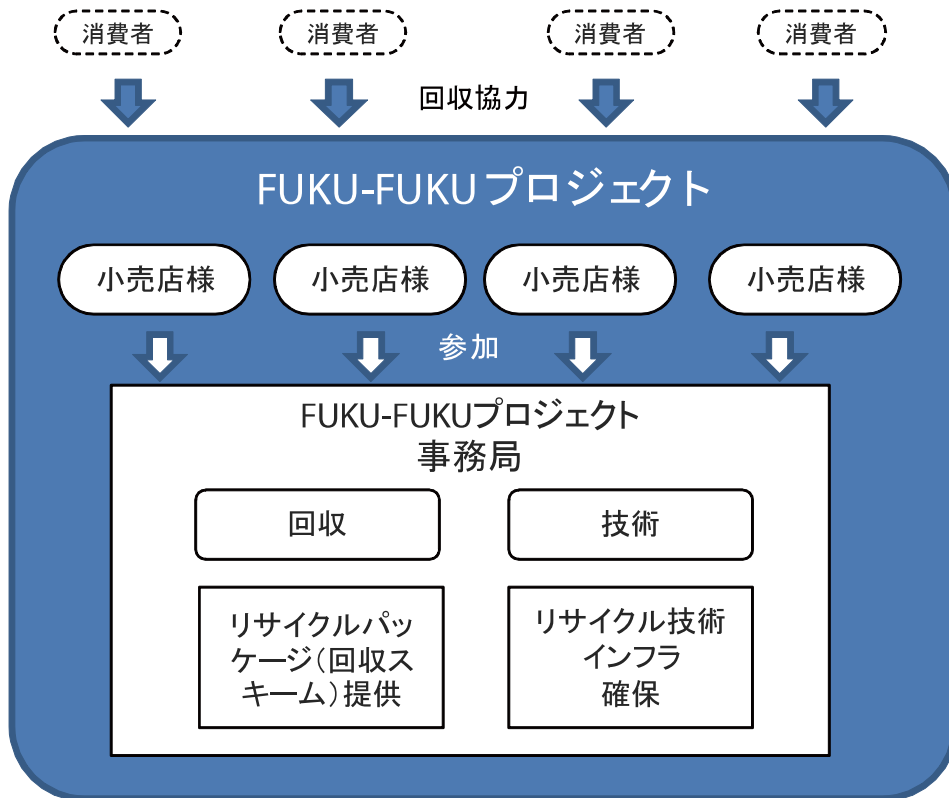 消費者
消費者
消費者
消費者
回収協力
FUKU-FUKUプロジェクト
小売店様
小売店様
小売店様
小売店様
参加
FUKU-FUKUプロジェクト
事務局
回収
技術
リサイクルパッ
ケージ(回収ス
キーム)提供
リサイクル技術
インフラ
確保